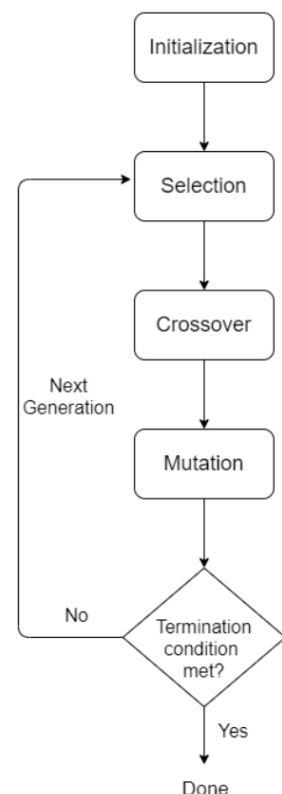 Initialization
Selection
Crossover
Next
Generation
Mutation
No
Termination
condition
met?
Yes
Done